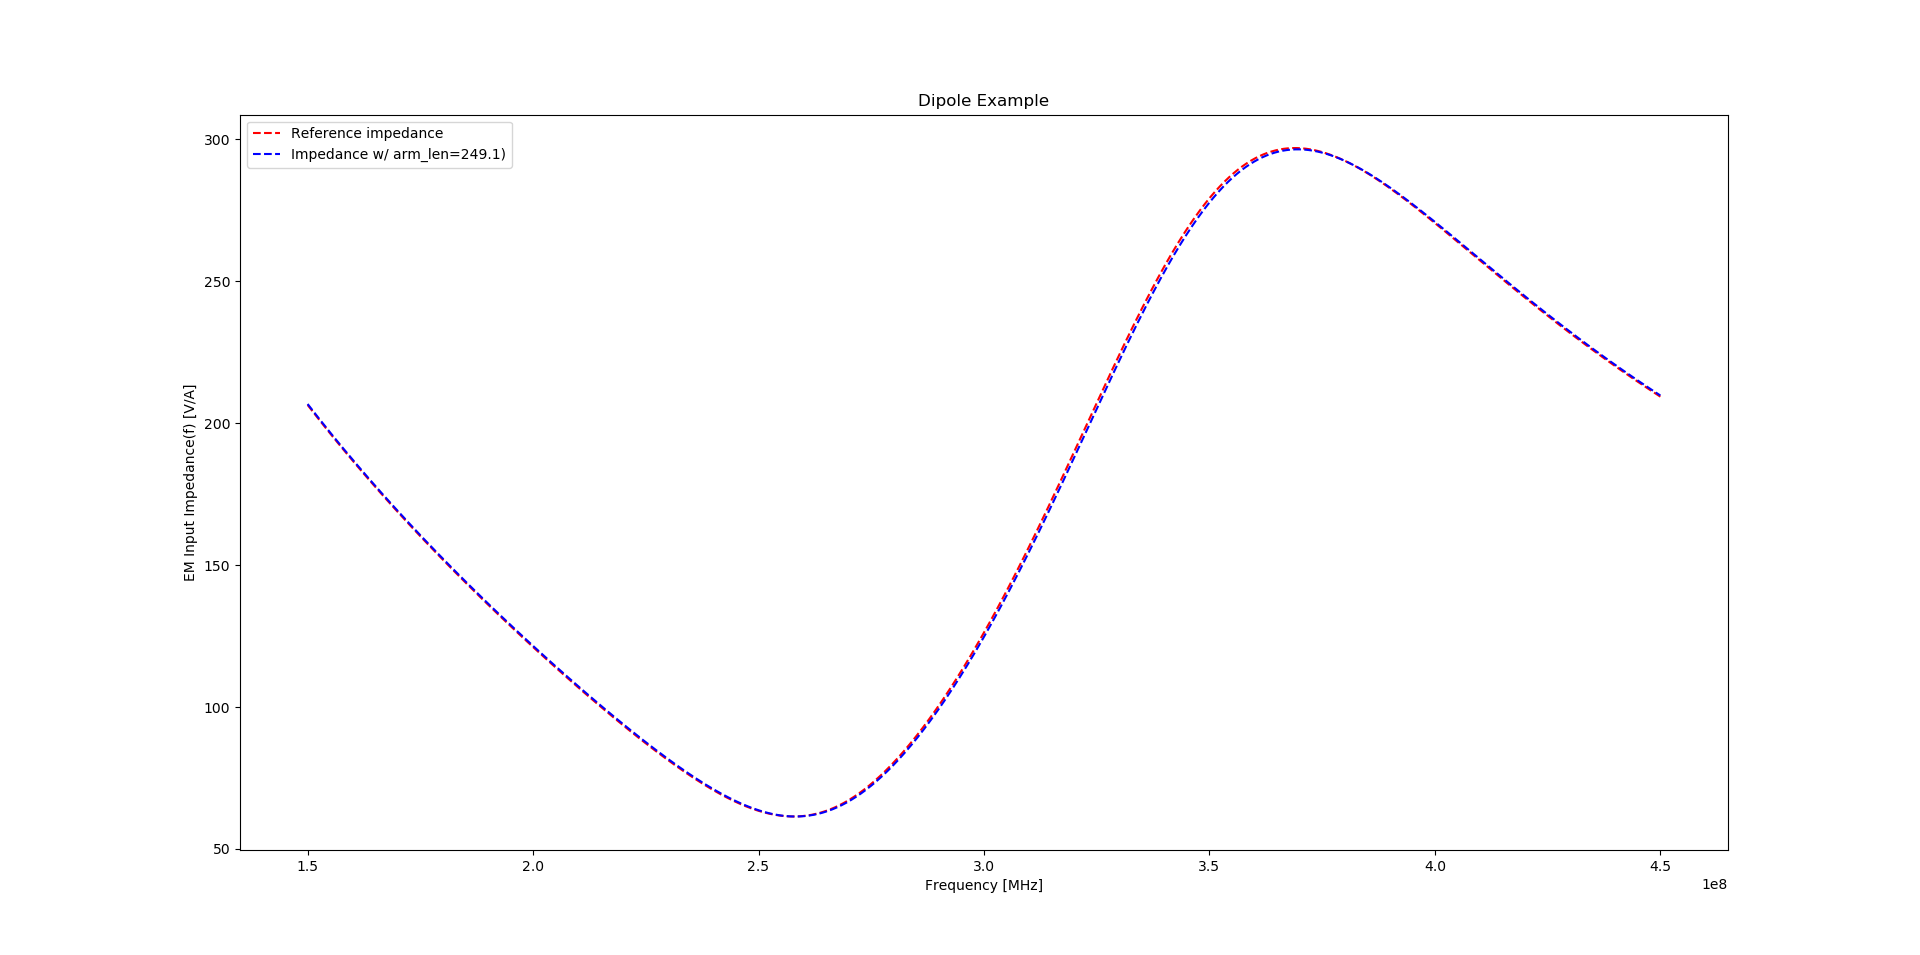 Dipole Example
Reference impedance
Impedance w/ arm_len=249.1)
300
250
200
150
100
50
EM Input Impedance(f) [V/A]
1.5 2.0 2.5 3.0 3.5 4.0 4.5
1e8
Frequency [MHz]